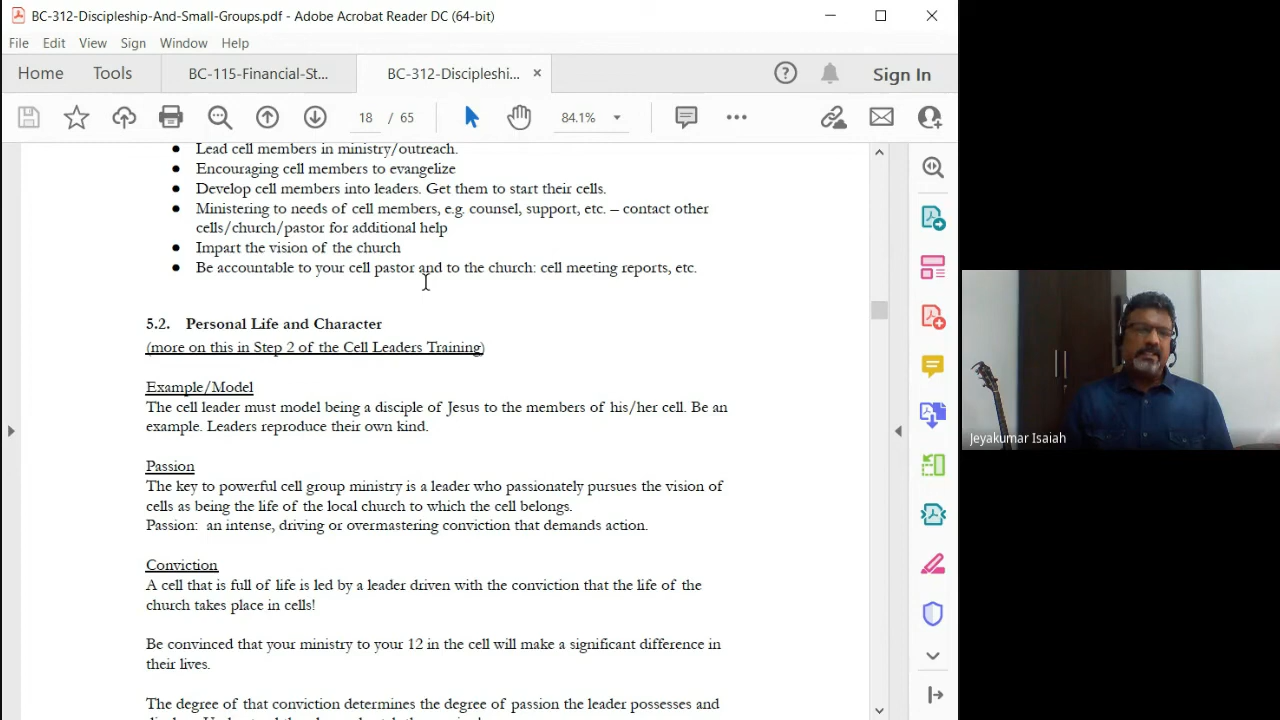 BC-312-Discipleship-And-Small-Groups.pdf - Adobe Acrobat Reader DC (64-bit)
File Edit View Sign Window Help
Home Tools BC-115-Financial-St... BC-312-Discipleshi... Sign In
18 / 65 84.1%
● Lead cell members in ministry/outreach.
● Encouraging cell members to evangelize
● Develop cell members into leaders. Get them to start their cells.
● Ministering to needs of cell members, e.g. counsel, support, etc. – contact other
cells/church/pastor for additional help
● Impart the vision of the church
● Be accountable to your cell pastor and to the church: cell meeting reports, etc.
5.2. Personal Life and Character
(more on this in Step 2 of the Cell Leaders Training)
Example/Model
The cell leader must model being a disciple of Jesus to the members of his/her cell. Be an
example. Leaders reproduce their own kind.
Passion
The key to powerful cell group ministry is a leader who passionately pursues the vision of
cells as being the life of the local church to which the cell belongs.
Passion: an intense, driving or overmastering conviction that demands action.
Conviction
A cell that is full of life is led by a leader driven with the conviction that the life of the
church takes place in cells!
Be convinced that your ministry to your 12 in the cell will make a significant difference in
their lives.
The degree of that conviction determines the degree of passion the leader possesses and
Jeyakumar Isaiah